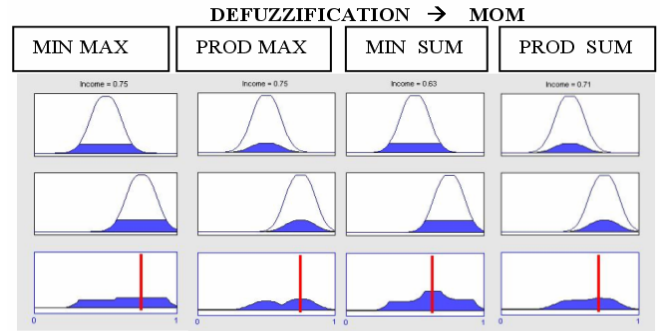 DEFUZZIFICATION → MOM
MIN MAX
PROD MAX
MIN SUM
PROD SUM
Income = 0.75
Income = 0.75
Income = 0.63
Income = 0.71
0 1
0 1
0 1
0 1